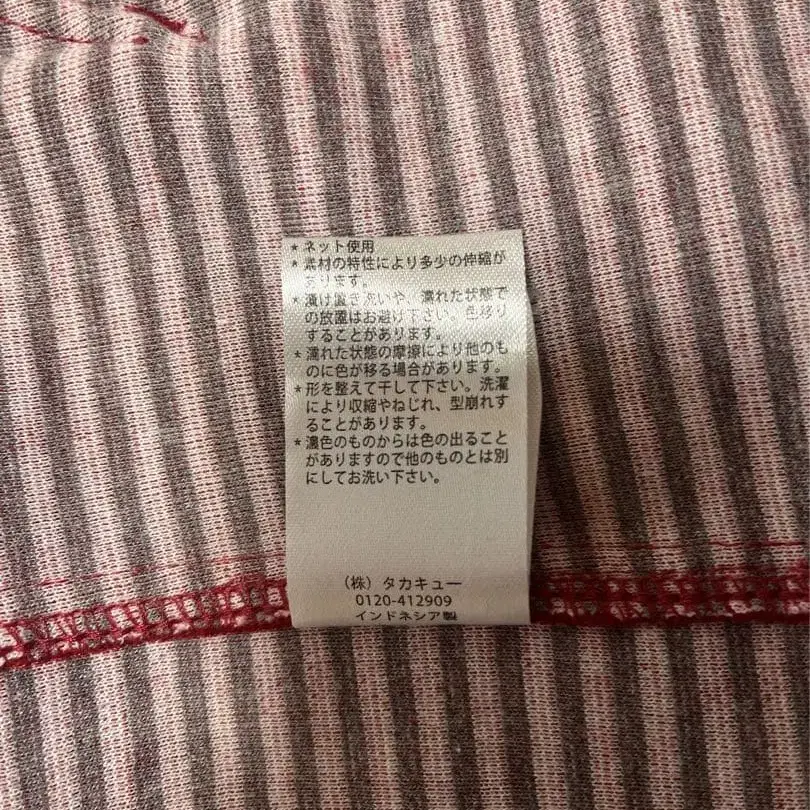 * ネット使用
* 素材の特性により多少の伸縮が
あります。
* 漬け置き洗いや、濡れた状態で
の放置はお避け下さい。色移り
することがあります。
* 濡れた状態の摩擦により他のも
のに色が移る場合があります。
* 形を整えて干して下さい。洗濯
により収縮やねじれ、型崩れす
ることがあります。
* 濃色のものからは色の出ること
がありますので他のものとは別
にしてお洗い下さい。
(株) タカキュー
0120-412909
インドネシア製